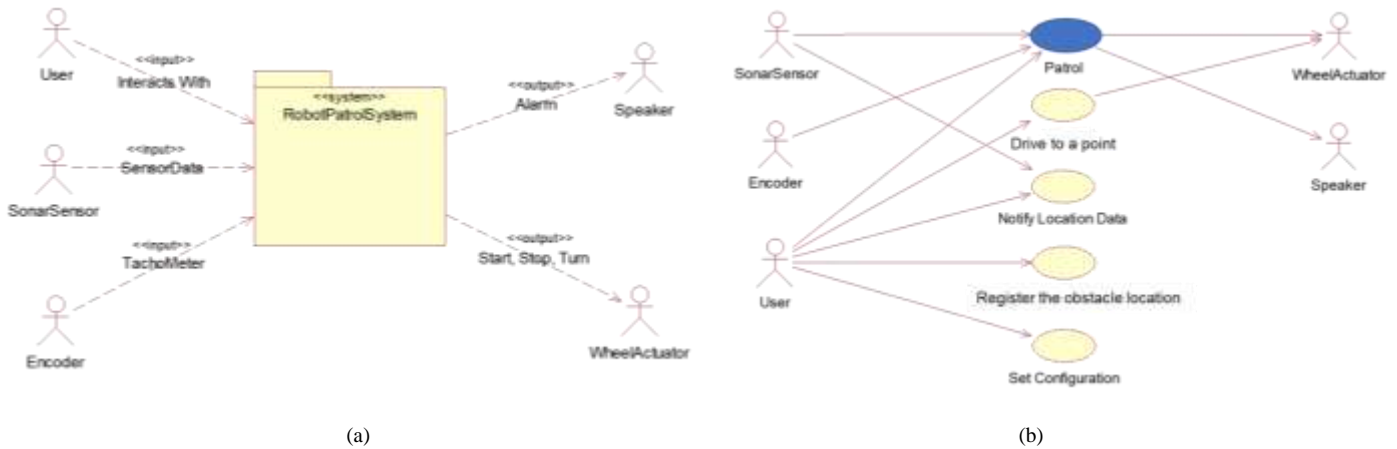 <<input>>
User
Interacts With
<<system>>
RobotPatrolSystem
<<output>>
Alarm
Speaker
<<input>>
SensorData
SonarSensor
<<input>>
TachoMeter
Encoder
<<output>>
Start, Stop, Turn
WheelActuator
(a)
SonarSensor
Patrol
WheelActuator
Drive to a point
Encoder
Speaker
Notify Location Data
User
Register the obstacle location
Set Configuration
(b)